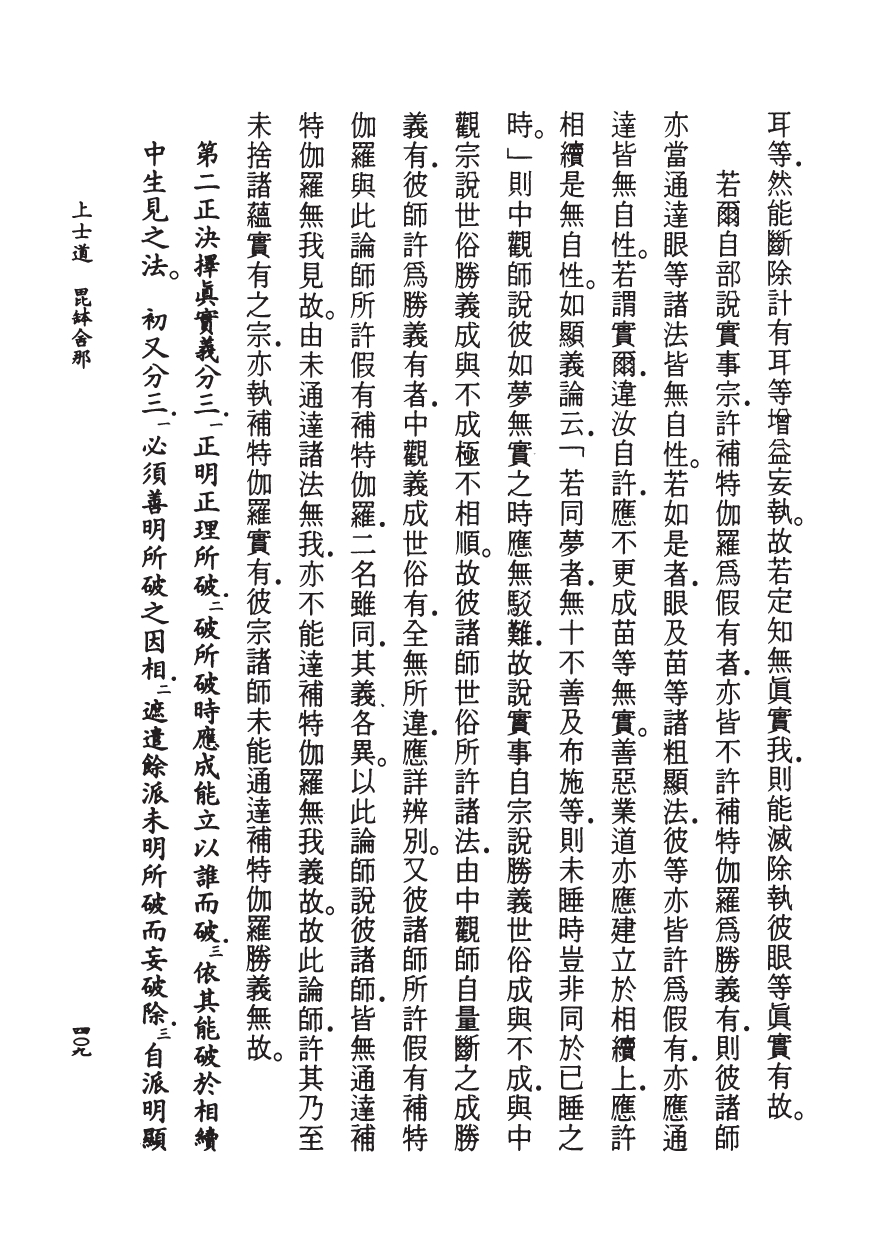 耳等．然能斷除計有耳等增益妄執。故若定知無眞實我．則能滅除執彼眼等眞實有故。
若爾自部說實事宗．許補特伽羅爲假有者．亦皆不許補特伽羅爲勝義有．則彼諸師
亦當通達眼等諸法皆無自性。若如是者．眼及苗等諸粗顯法．彼等亦皆許爲假有．亦應通
達皆無自性。若謂實爾．違汝自許．應不更成苗等無實。善惡業道亦應建立於相續上．應許
相續是無自性。如顯義論云．「若同夢者．無十不善及布施等．則未睡時豈非同於已睡之
時。」則中觀師說彼如夢無實之時應無駁難．故說實事自宗說勝義世俗成與不成．與中
觀宗說世俗勝義成與不成極不相順。故彼諸師世俗所許諸法．由中觀師自量斷之成勝
義有．彼師許爲勝義有者．中觀義成世俗有．全無所違．應詳辨別。又彼諸師所許假有補特
伽羅與此論師所許假有補特伽羅．二名雖同．其義、各異。以此論師說彼諸師．皆無通達補
特伽羅無我見故。由未通達諸法無我．亦不能達補特伽羅無我義故。故此論師．許其乃至
未捨諸蘊實有之宗．亦執補特伽羅實有．彼宗諸師未能通達補特伽羅勝義無故。
第二正決擇眞實義分三．一正明正理所破．二破所破時應成能立以誰而破．三依其能破於相續
中生見之法。 初又分三．一必須善明所破之因相．二遮遣餘派未明所破而妄破除．三自派明顯
上士道 毘鉢舍那
四〇九